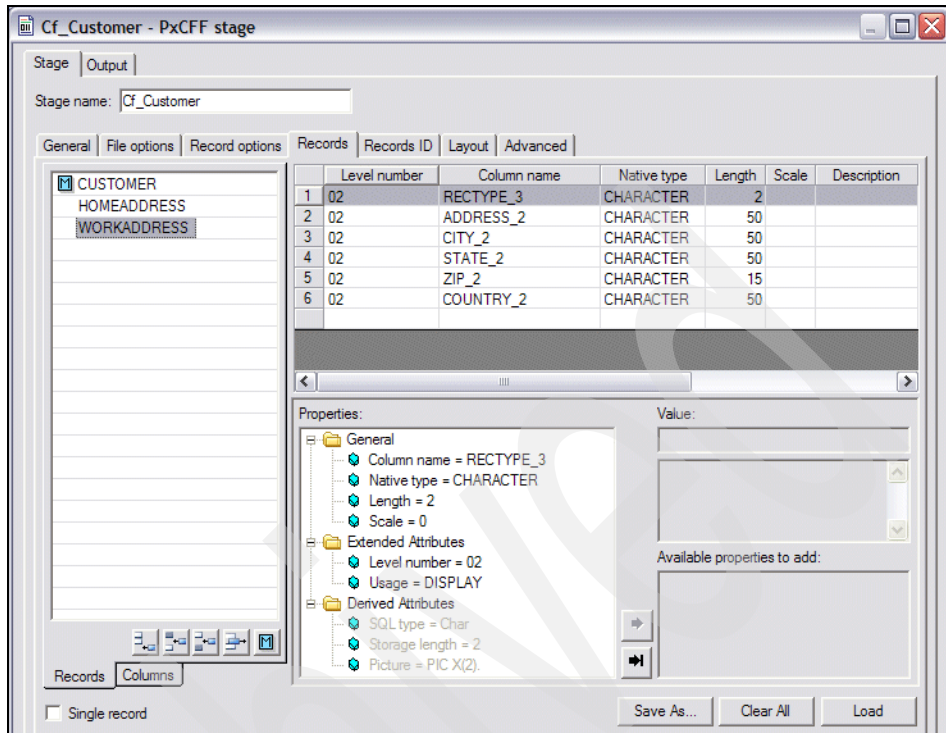 Cf_Customer - PxCFF stage
Stage Output
Stage name: Cf_Customer
General File options Record options Records Records ID Layout Advanced
M CUSTOMER
HOMEADDRESS
WORKADDRESS
Level number Column name Native type Length Scale Description
1 02 RECTYPE_3 CHARACTER 2
2 02 ADDRESS_2 CHARACTER 50
3 02 CITY_2 CHARACTER 50
4 02 STATE_2 CHARACTER 50
5 02 ZIP_2 CHARACTER 15
6 02 COUNTRY_2 CHARACTER 50
Properties:
General
Column name = RECTYPE_3
Native type = CHARACTER
Length = 2
Scale = 0
Extended Attributes
Level number = 02
Usage = DISPLAY
Derived Attributes
SQL type = Char
Storage length = 2
Picture = PIC X(2).
Value:
Available properties to add:
M
Records Columns
Single record
Save As... Clear All Load